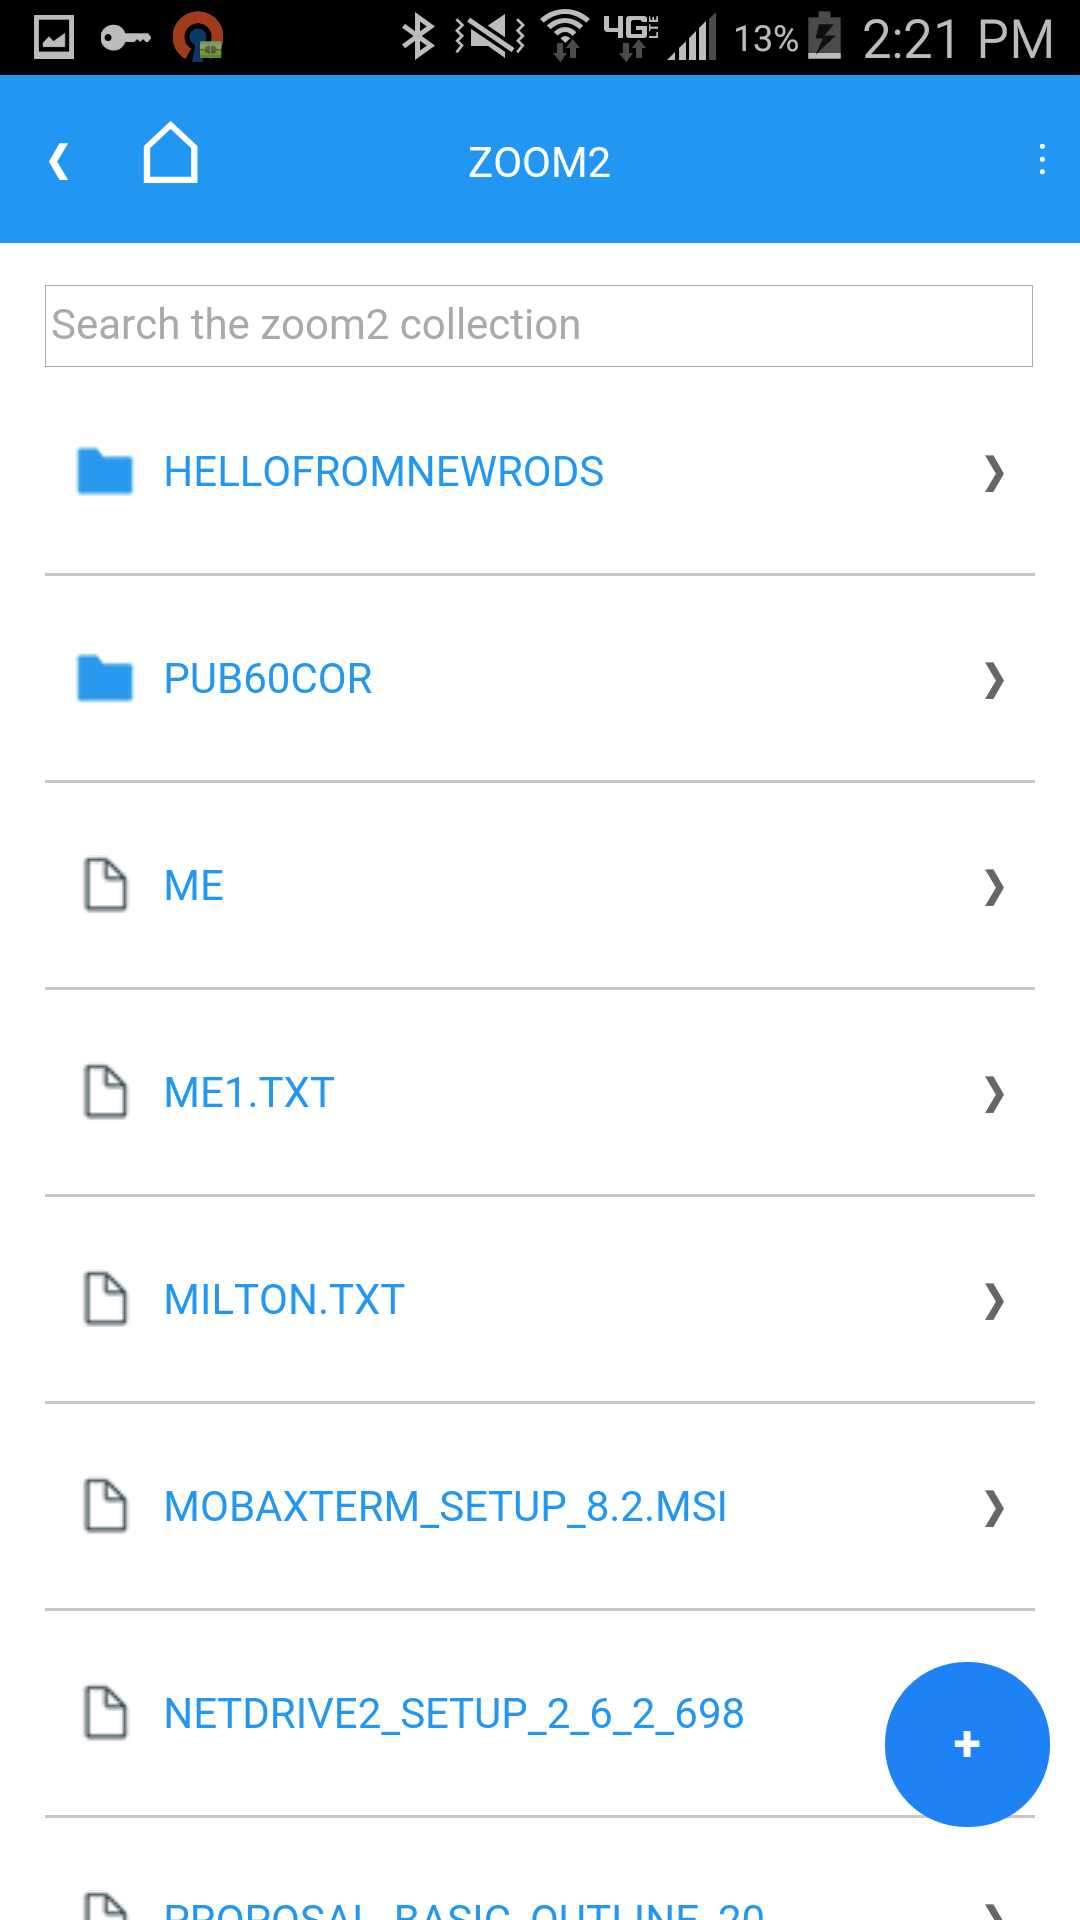 4G LTE 13% 2:21 PM
ZOOM2
Search the zoom2 collection
HELLOFROMNEWRODS
PUB60COR
ME
ME1.TXT
MILTON.TXT
MOBAXTERM_SETUP_8.2.MSI
NETDRIVE2_SETUP_2_6_2_698
PROPOSAL_BASIC_OUTLINE_20